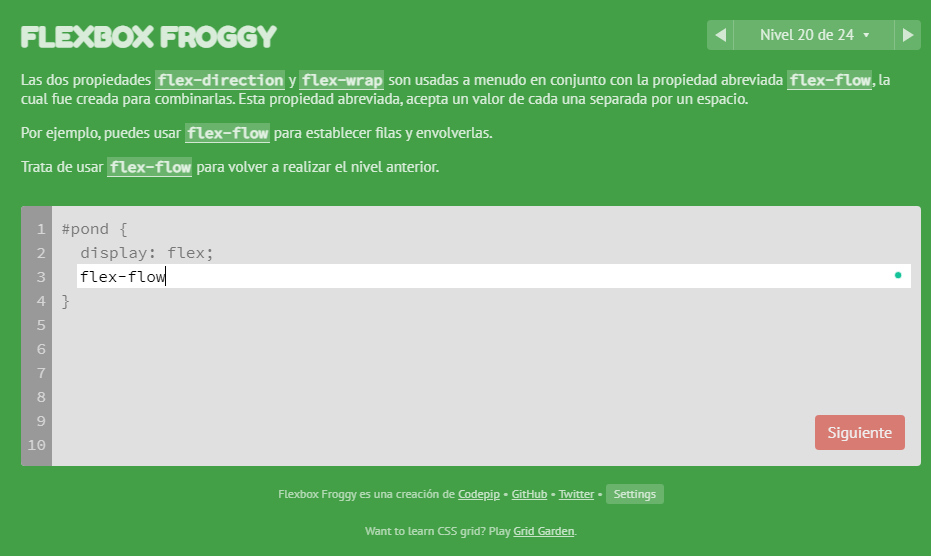 FLEXBOX FROGGY
◀ Nivel 20 de 24 ▾ ▶
Las dos propiedades flex-direction y flex-wrap son usadas a menudo en conjunto con la propiedad abreviada flex-flow, la
cual fue creada para combinarlas. Esta propiedad abreviada, acepta un valor de cada una separada por un espacio.
Por ejemplo, puedes usar flex-flow para establecer filas y envolverlas.
Trata de usar flex-flow para volver a realizar el nivel anterior.
1 #pond {
2 display: flex;
3 flex-flow
4 }
5
6
7
8
9
10
Siguiente
Flexbox Froggy es una creación de Codepip • GitHub • Twitter • Settings
Want to learn CSS grid? Play Grid Garden.